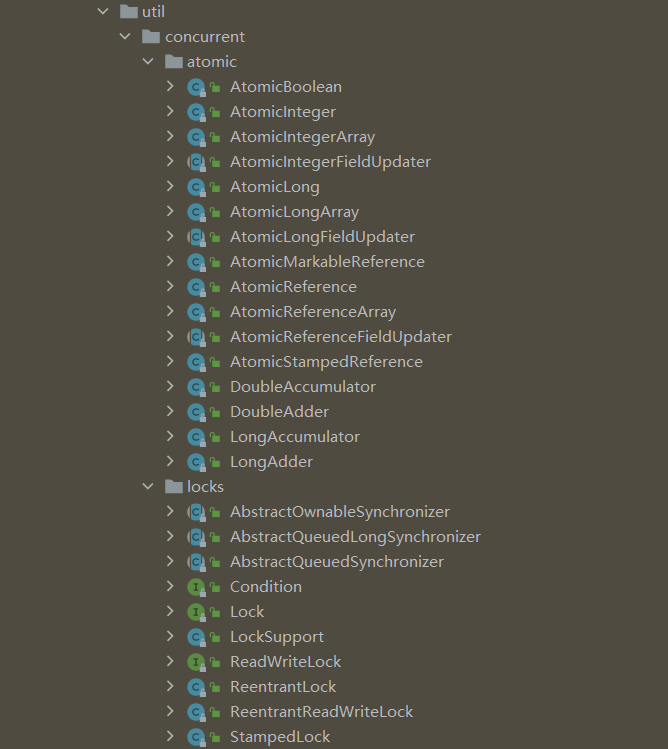 util
concurrent
atomic
AtomicBoolean
AtomicInteger
AtomicIntegerArray
AtomicIntegerFieldUpdater
AtomicLong
AtomicLongArray
AtomicLongFieldUpdater
AtomicMarkableReference
AtomicReference
AtomicReferenceArray
AtomicReferenceFieldUpdater
AtomicStampedReference
DoubleAccumulator
DoubleAdder
LongAccumulator
LongAdder
locks
AbstractOwnableSynchronizer
AbstractQueuedLongSynchronizer
AbstractQueuedSynchronizer
Condition
Lock
LockSupport
ReadWriteLock
ReentrantLock
ReentrantReadWriteLock
StampedLock